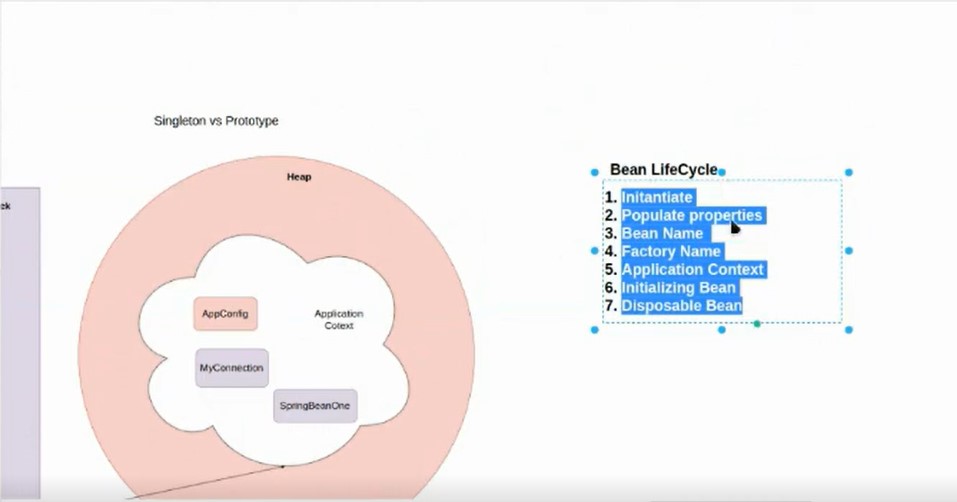 Singleton vs Prototype
Heap
ck
AppConfig
Application
Cotext
MyConnection
SpringBeanOne
Bean LifeCycle
1. Initantiate
2. Populate properties
3. Bean Name
4. Factory Name
5. Application Context
6. Initializing Bean
7. Disposable Bean